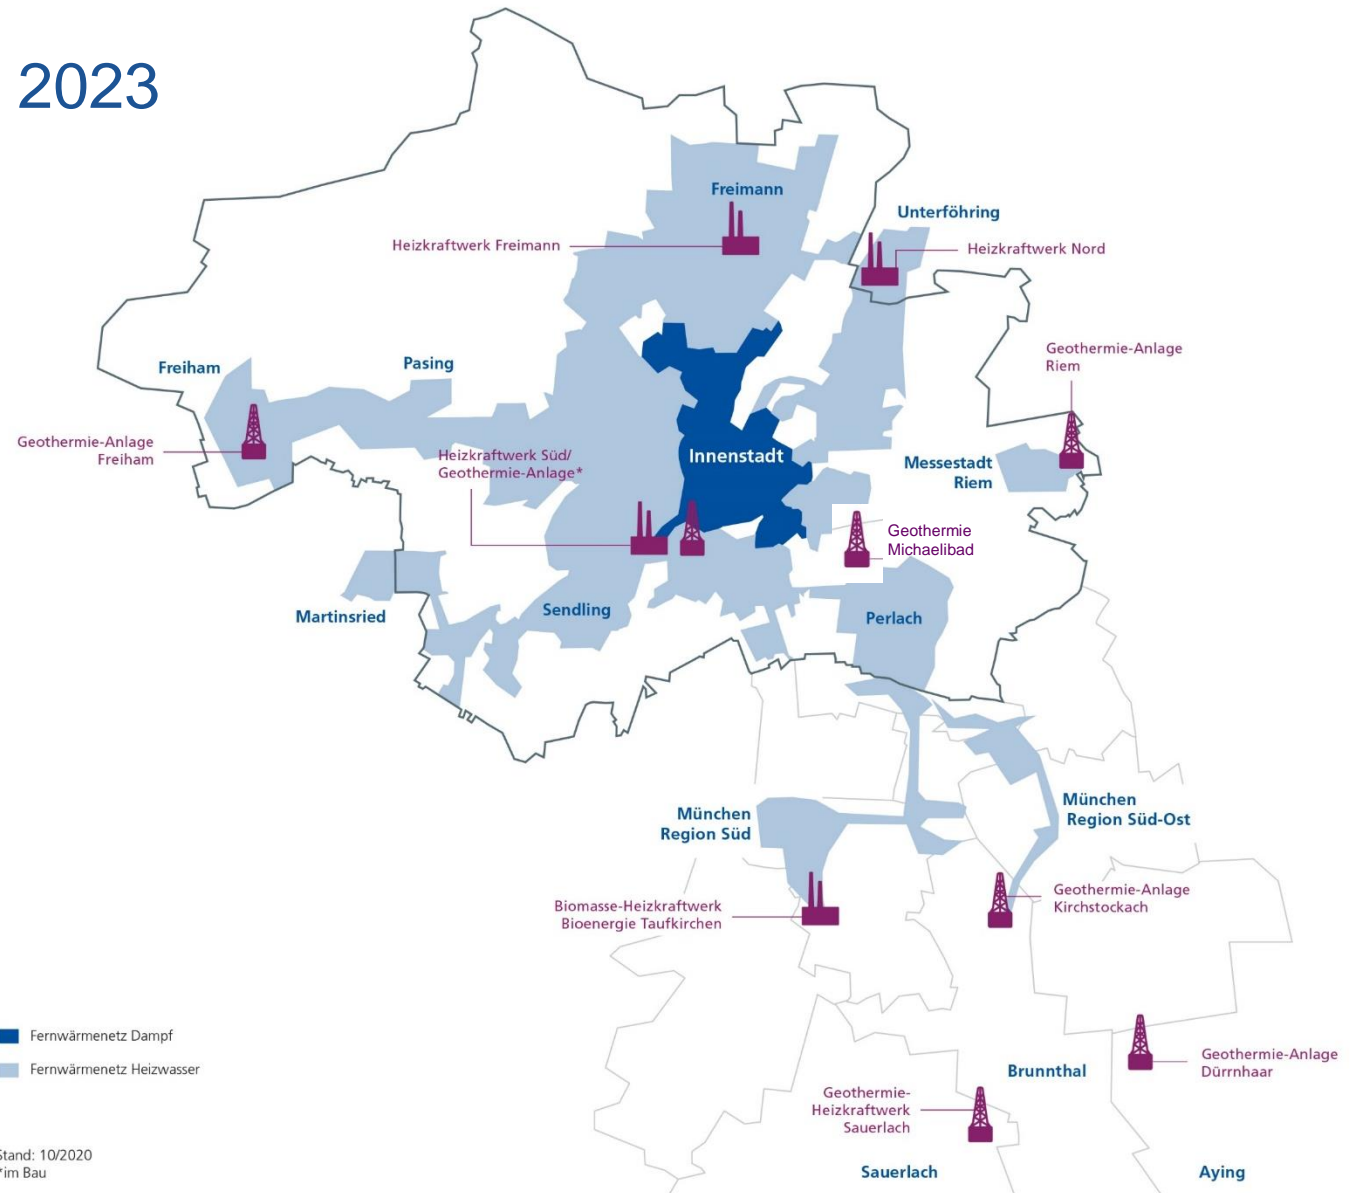 2023
Freimann
Unterföhring
Heizkraftwerk Freimann
Heizkraftwerk Nord
Geothermie-Anlage
Riem
Freiham
Pasing
Geothermie-Anlage
Freiham
Heizkraftwerk Süd/
Geothermie-Anlage*
Innenstadt
Messestadt
Riem
Geothermie
Michaelibad
Martinsried
Sendling
Perlach
München
Region Süd
München
Region Süd-Ost
Biomasse-Heizkraftwerk
Bioenergie Taufkirchen
Geothermie-Anlage
Kirchstockach
Fernwärmenetz Dampf
Fernwärmenetz Heizwasser
Brunnthal
Geothermie-Anlage
Dürrnhaar
Geothermie-
Heizkraftwerk
Sauerlach
Stand: 10/2020
*im Bau
Sauerlach
Aying